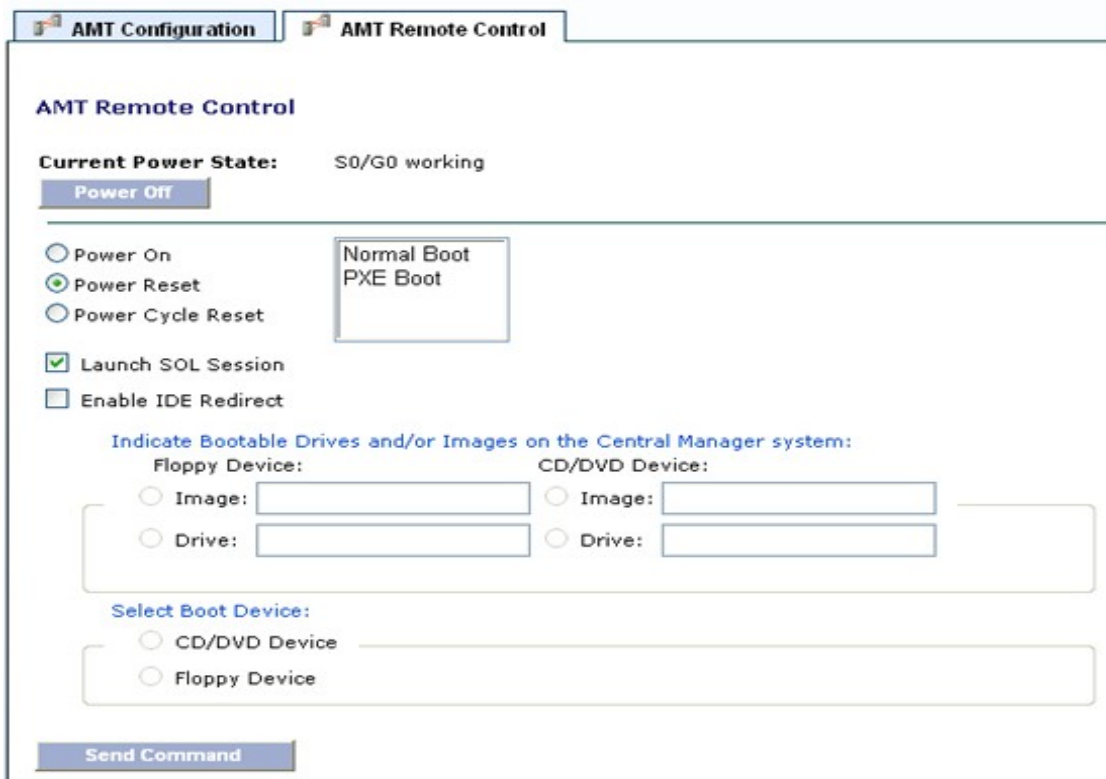 AMT Configuration AMT Remote Control
AMT Remote Control
Current Power State: S0/G0 working
Power Off
Power On
Power Reset
Power Cycle Reset
Normal Boot
PXE Boot
Launch SOL Session
Enable IDE Redirect
Indicate Bootable Drives and/or Images on the Central Manager system:
Floppy Device: CD/DVD Device:
Image: Image:
Drive: Drive:
Select Boot Device:
CD/DVD Device
Floppy Device
Send Command